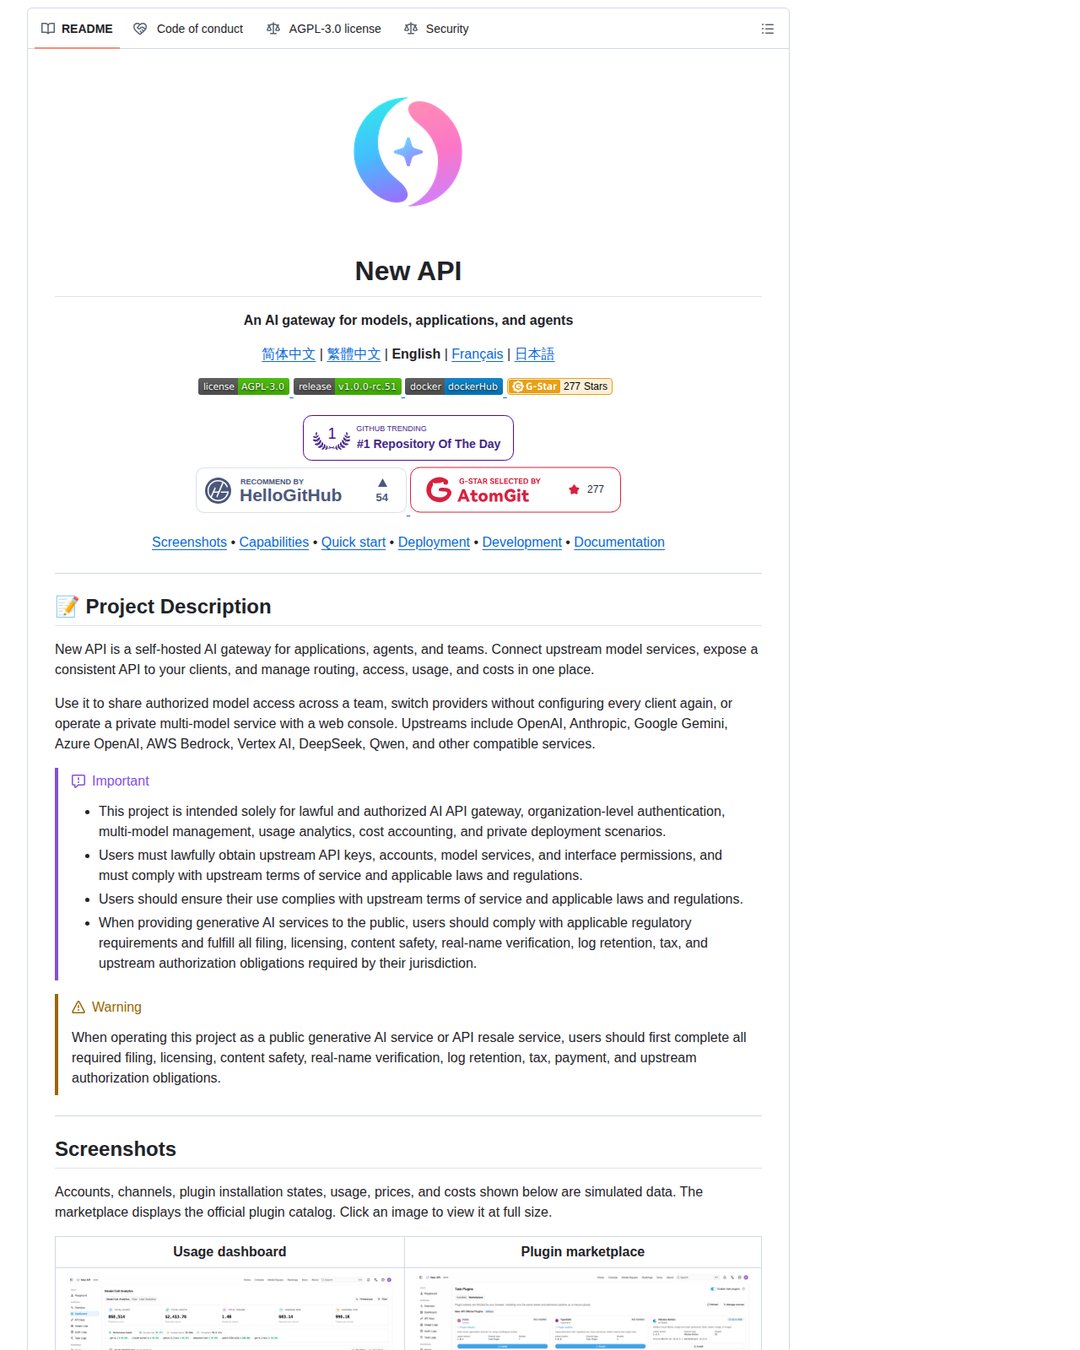 README Code of conduct AGPL-3.0 license Security
New API
An AI gateway for models, applications, and agents
简体中文 | 繁體中文 | English | Français | 日本語
license AGPL-3.0 release v1.0.0-rc.51 docker dockerHub G-Star 277 Stars
1 GITHUB TRENDING
#1 Repository Of The Day
RECOMMEND BY
HelloGitHub
54
G-STAR SELECTED BY
AtomGit
277
Screenshots • Capabilities • Quick start • Deployment • Development • Documentation
📝 Project Description
New API is a self-hosted AI gateway for applications, agents, and teams. Connect upstream model services, expose a
consistent API to your clients, and manage routing, access, usage, and costs in one place.
Use it to share authorized model access across a team, switch providers without configuring every client again, or
operate a private multi-model service with a web console. Upstreams include OpenAI, Anthropic, Google Gemini,
Azure OpenAI, AWS Bedrock, Vertex AI, DeepSeek, Qwen, and other compatible services.
Important
• This project is intended solely for lawful and authorized AI API gateway, organization-level authentication,
multi-model management, usage analytics, cost accounting, and private deployment scenarios.
• Users must lawfully obtain upstream API keys, accounts, model services, and interface permissions, and
must comply with upstream terms of service and applicable laws and regulations.
• Users should ensure their use complies with upstream terms of service and applicable laws and regulations.
• When providing generative AI services to the public, users should comply with applicable regulatory
requirements and fulfill all filing, licensing, content safety, real-name verification, log retention, tax, and
upstream authorization obligations required by their jurisdiction.
Warning
When operating this project as a public generative AI service or API resale service, users should first complete all
required filing, licensing, content safety, real-name verification, log retention, tax, payment, and upstream
authorization obligations.
Screenshots
Accounts, channels, plugin installation states, usage, prices, and costs shown below are simulated data. The
marketplace displays the official plugin catalog. Click an image to view it at full size.
Usage dashboard Plugin marketplace